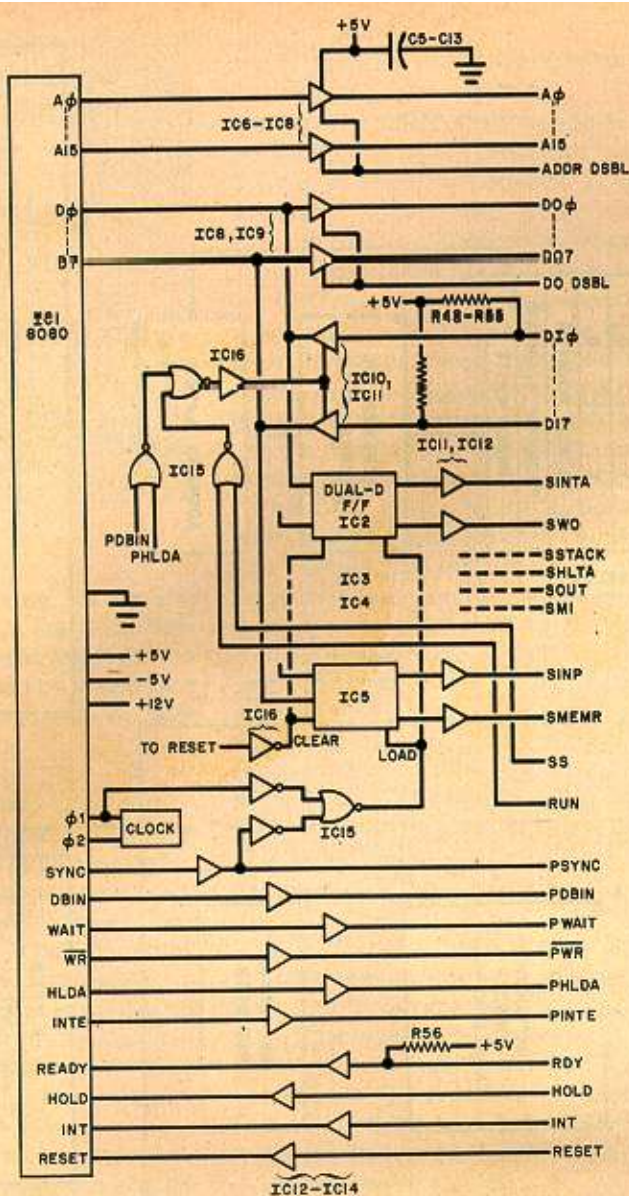 +5V
C5-C13
Aφ
Aφ
IC6-IC8
A15
A15
ADDR DSBL
Dφ
DOφ
IC8, IC9
D7
DO7
DO DSBL
+5V
R48-R55
IC1
8080
DIφ
IC16
IC10,
IC11
DI7
IC11, IC12
IC15
DUAL-D
F/F
IC2
SINTA
SWO
PDBIN
PHLDA
SSTACK
SHLTA
SOUT
SMI
IC3
IC4
+5V
-5V
+12V
IC5
SINP
IC16
SMEMR
TO RESET
CLEAR
LOAD
SS
RUN
φ1
φ2
CLOCK
IC15
SYNC
PSYNC
DBIN
PDBIN
WAIT
PWAIT
WR
PWR
HLDA
PHLDA
INTE
PINTE
R56
+5V
READY
RDY
HOLD
HOLD
INT
INT
RESET
RESET
IC12-IC14